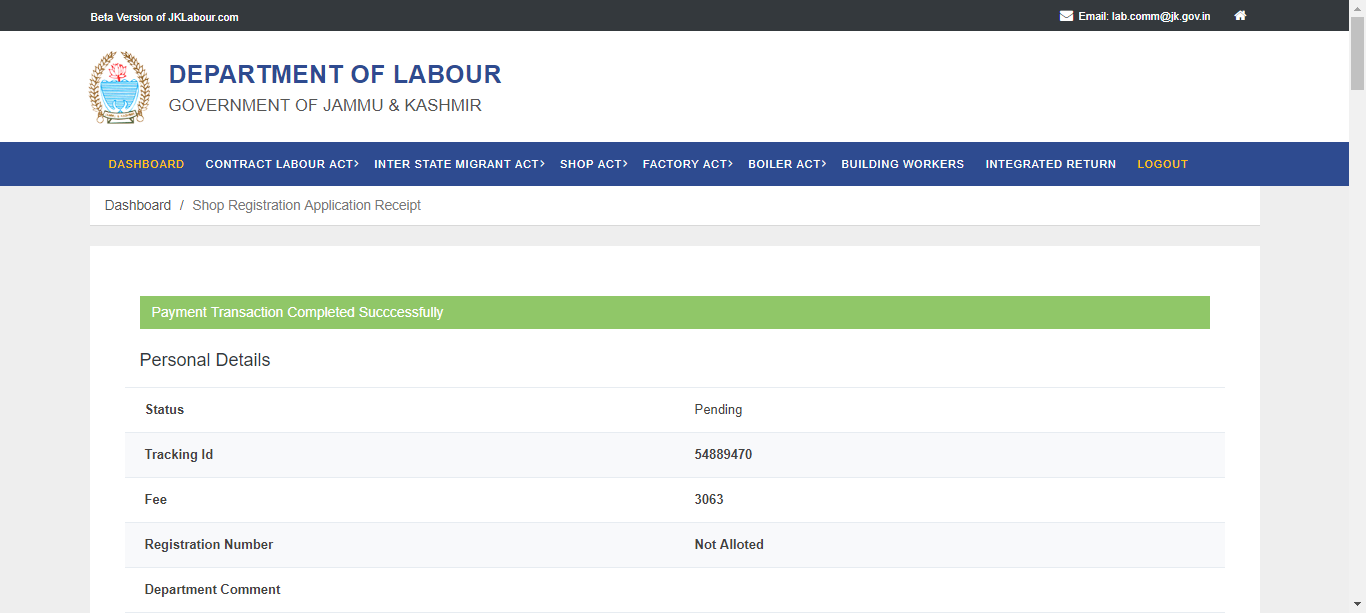 Beta Version of JKLabour.com
Email: lab.comm@jk.gov.in
DEPARTMENT OF LABOUR
GOVERNMENT OF JAMMU & KASHMIR
DASHBOARD CONTRACT LABOUR ACT> INTER STATE MIGRANT ACT> SHOP ACT> FACTORY ACT> BOILER ACT> BUILDING WORKERS INTEGRATED RETURN LOGOUT
Dashboard / Shop Registration Application Receipt
Payment Transaction Completed Succcessfully
Personal Details
Status Pending
Tracking Id 54889470
Fee 3063
Registration Number Not Alloted
Department Comment